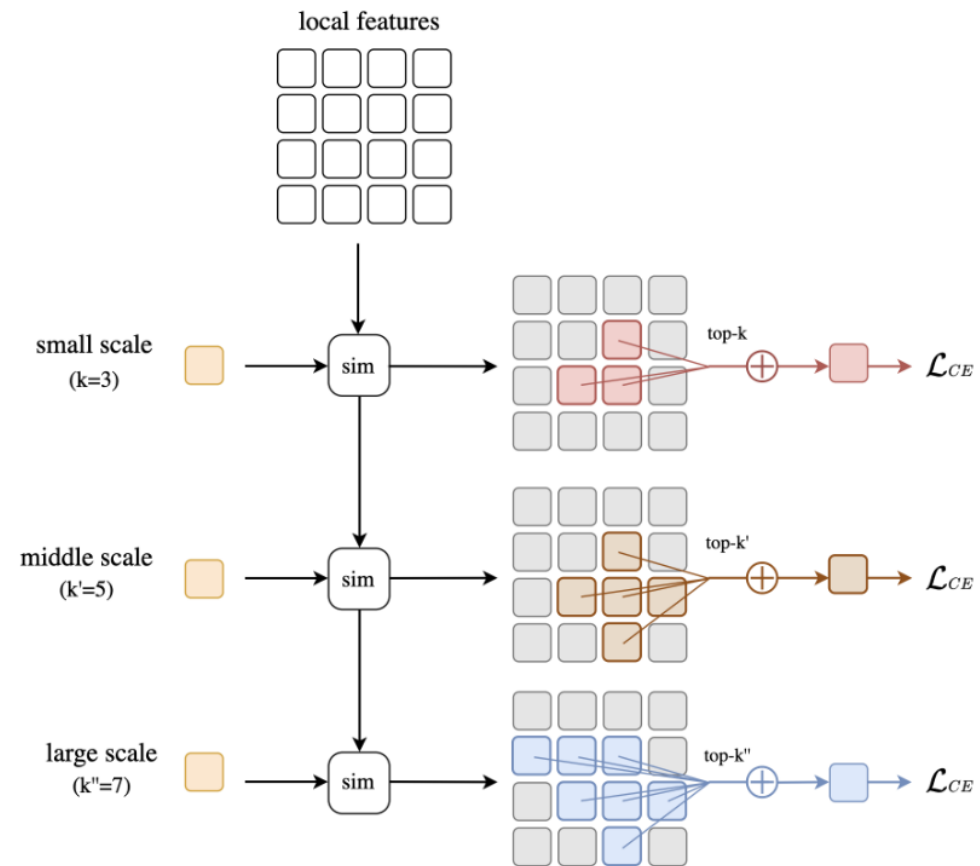 local features
small scale
(k=3)
sim
top-k
ℒCE
middle scale
(k'=5)
sim
top-k'
ℒCE
large scale
(k''=7)
sim
top-k''
ℒCE